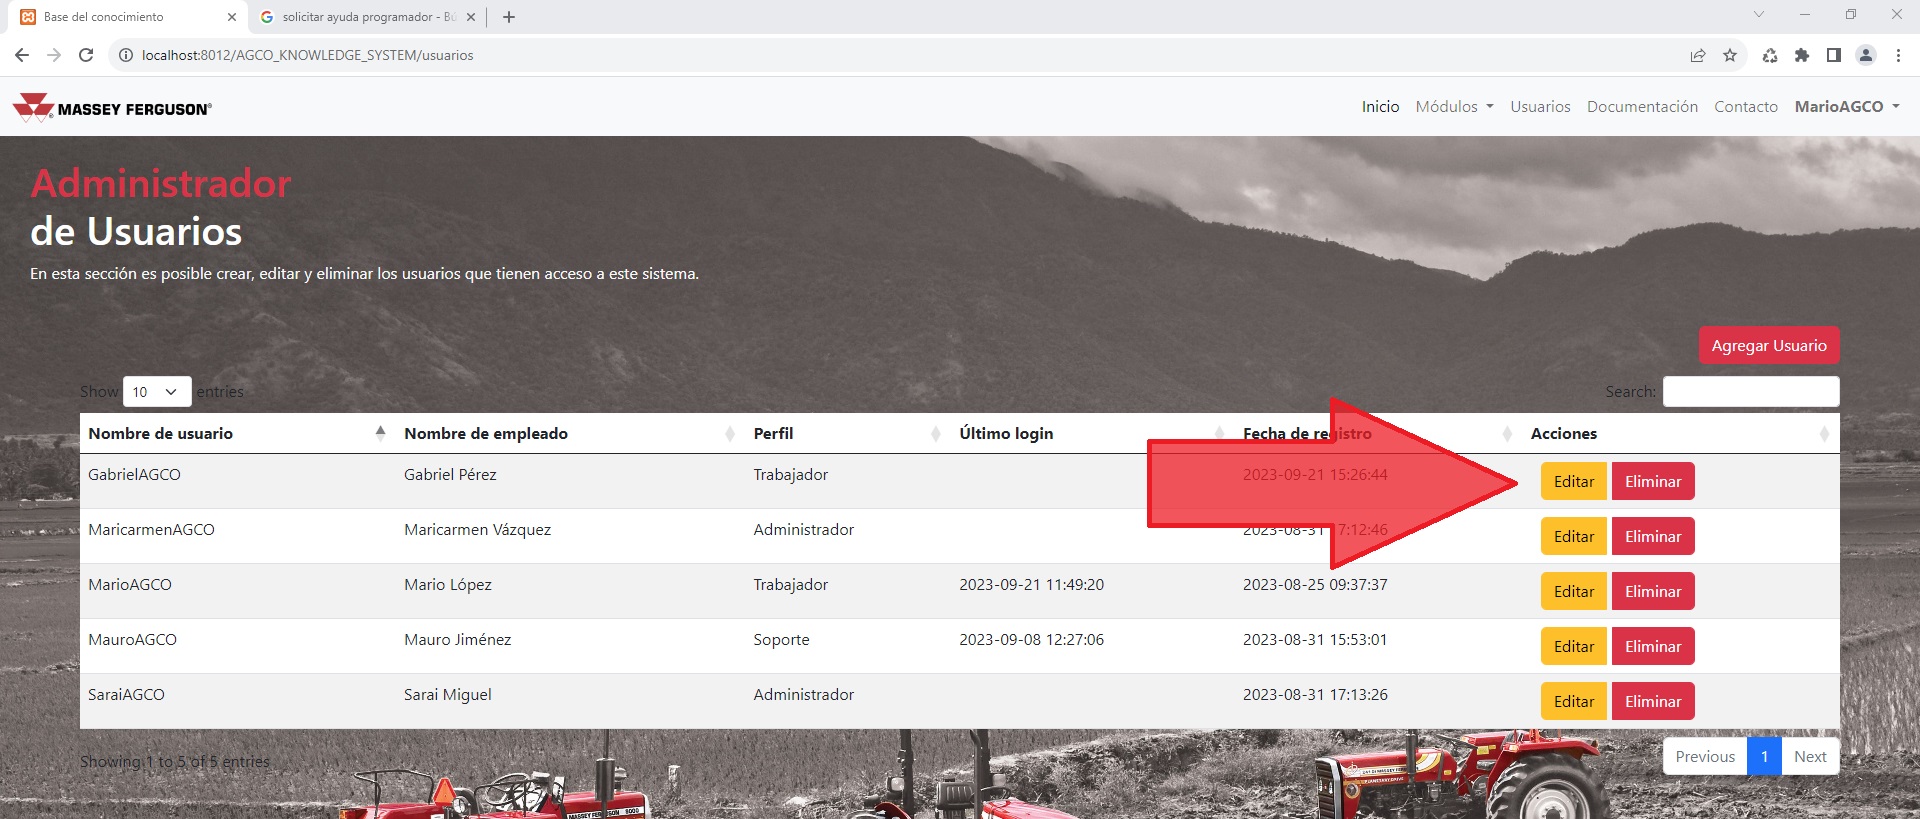 Base del conocimiento
solicitar ayuda programador - Bú
localhost:8012/AGCO_KNOWLEDGE_SYSTEM/usuarios
MASSEY FERGUSON®
Inicio Módulos Usuarios Documentación Contacto MarioAGCO
Administrador
de Usuarios
En esta sección es posible crear, editar y eliminar los usuarios que tienen acceso a este sistema.
Agregar Usuario
Show 10 entries Search:
Nombre de usuario Nombre de empleado Perfil Último login Fecha de registro Acciones
GabrielAGCO Gabriel Pérez Trabajador 2023-09-21 15:26:44 Editar Eliminar
MaricarmenAGCO Maricarmen Vázquez Administrador 2023-08-31 17:12:46 Editar Eliminar
MarioAGCO Mario López Trabajador 2023-09-21 11:49:20 2023-08-25 09:37:37 Editar Eliminar
MauroAGCO Mauro Jiménez Soporte 2023-09-08 12:27:06 2023-08-31 15:53:01 Editar Eliminar
SaraiAGCO Sarai Miguel Administrador 2023-08-31 17:13:26 Editar Eliminar
Showing 1 to 5 of 5 entries Previous 1 Next
MASSEY FERGUSON 9000